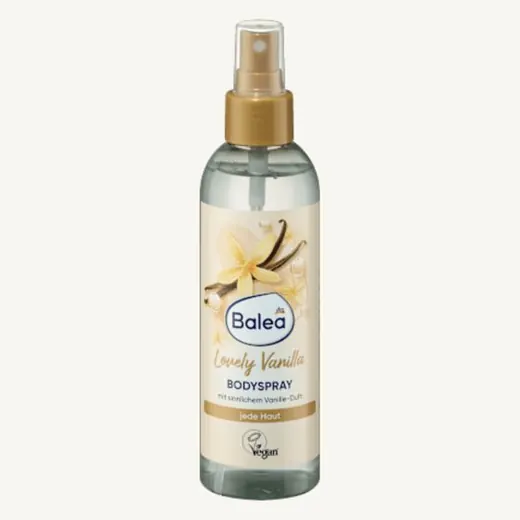 Balea
Lovely Vanilla
BODYSPRAY
mit sinnlichem Vanille-Duft
jede Haut
Vegan